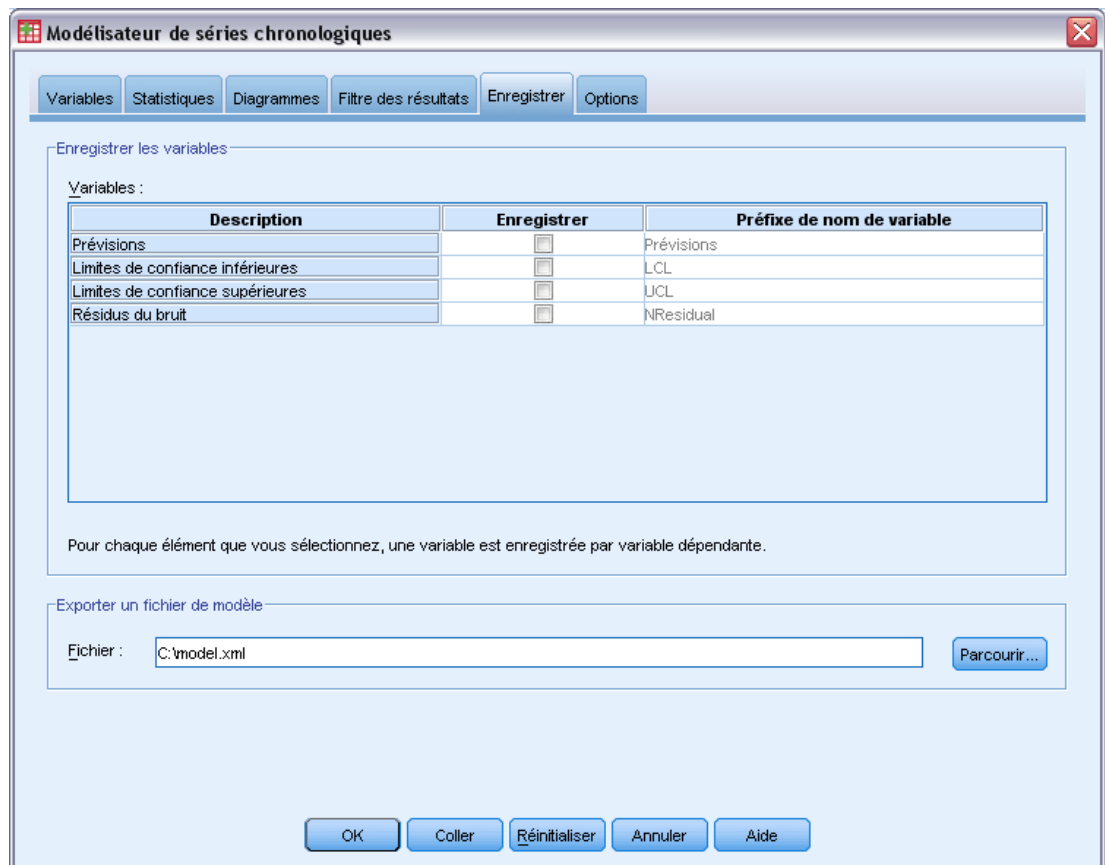 Modélisateur de séries chronologiques
Variables Statistiques Diagrammes Filtre des résultats Enregistrer Options
Enregistrer les variables
Variables :
Description Enregistrer Préfixe de nom de variable
Prévisions Prévisions
Limites de confiance inférieures LCL
Limites de confiance supérieures UCL
Résidus du bruit NResidual
Pour chaque élément que vous sélectionnez, une variable est enregistrée par variable dépendante.
Exporter un fichier de modèle
Fichier : C:\model.xml Parcourir...
OK Coller Réinitialiser Annuler Aide